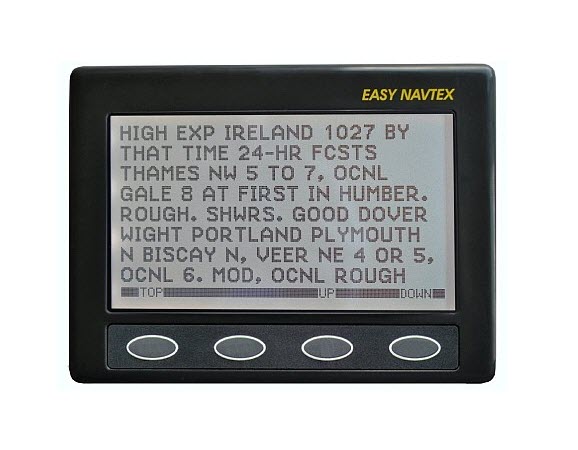 EASY NAVTEX
HIGH EXP IRELAND 1027 BY
THAT TIME 24-HR FCSTS
THAMES NW 5 TO 7, OCNL
GALE 8 AT FIRST IN HUMBER.
ROUGH. SHWRS. GOOD DOVER
WIGHT PORTLAND PLYMOUTH
N BISCAY N, VEER NE 4 OR 5,
OCNL 6. MOD, OCNL ROUGH
TOP UP DOWN